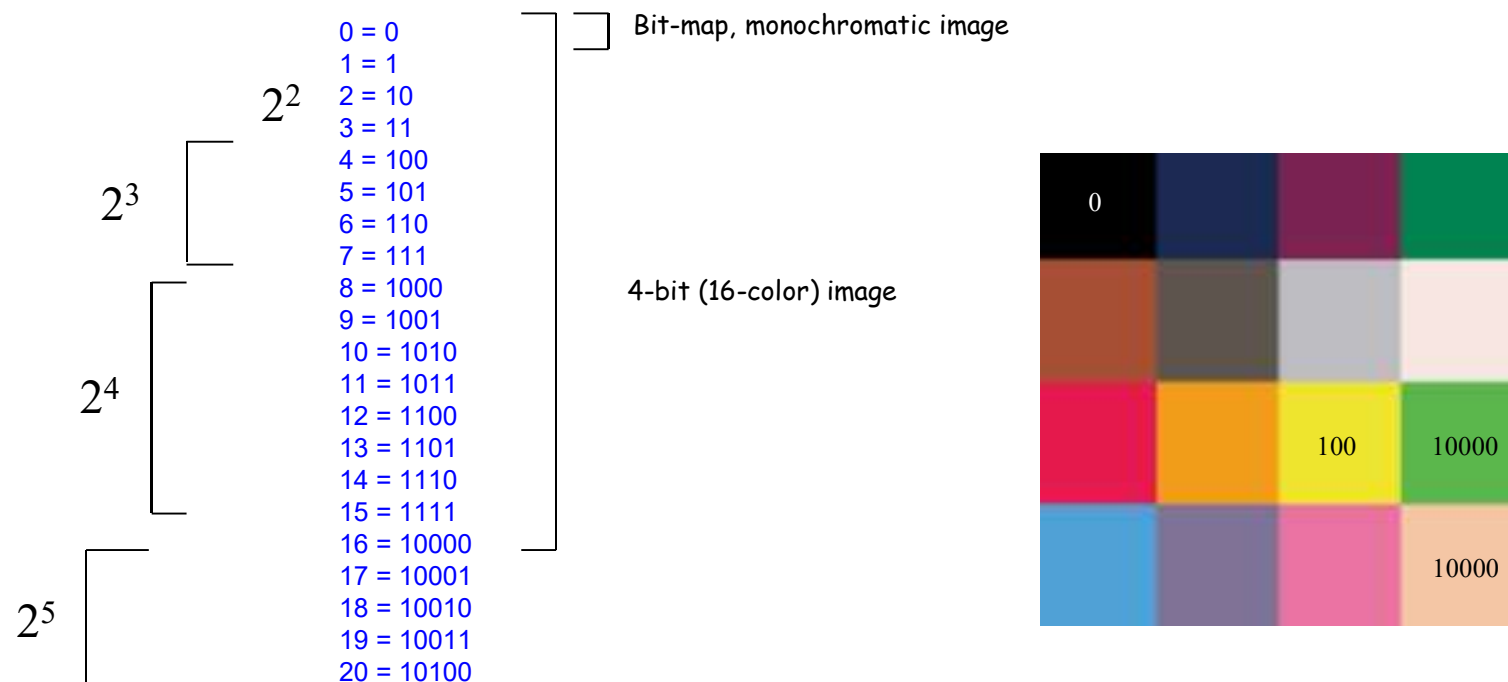 0 = 0
1 = 1
2 = 10
3 = 11
4 = 100
5 = 101
6 = 110
7 = 111
8 = 1000
9 = 1001
10 = 1010
11 = 1011
12 = 1100
13 = 1101
14 = 1110
15 = 1111
16 = 10000
17 = 10001
18 = 10010
19 = 10011
20 = 10100
2²
2³
2⁴
2⁵
Bit-map, monochromatic image
4-bit (16-color) image
0
100 10000
10000